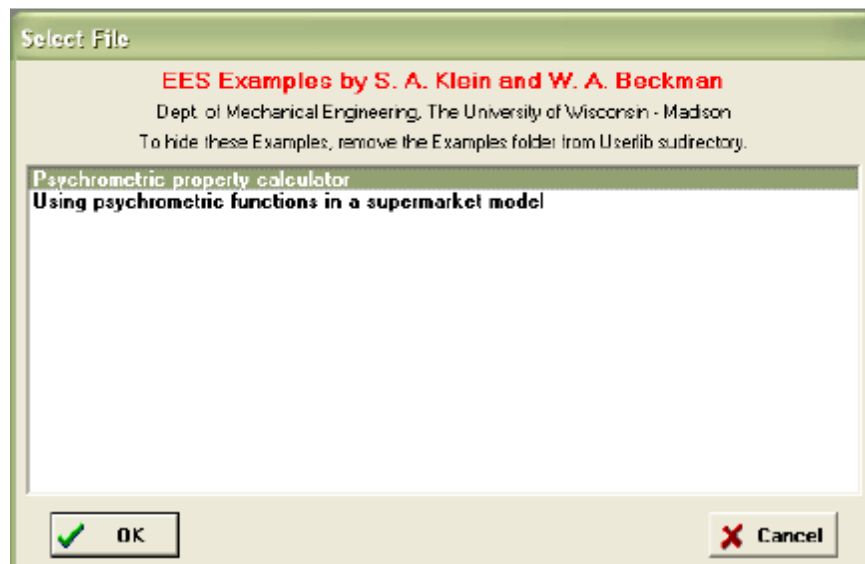 Select File
EES Examples by S. A. Klein and W. A. Beckman
Dept. of Mechanical Engineering, The University of Wisconsin - Madison
To hide these Examples, remove the Examples folder from Userlib sudirectory.
Psychrometric property calculator
Using psychrometric functions in a supermarket model
OK
Cancel